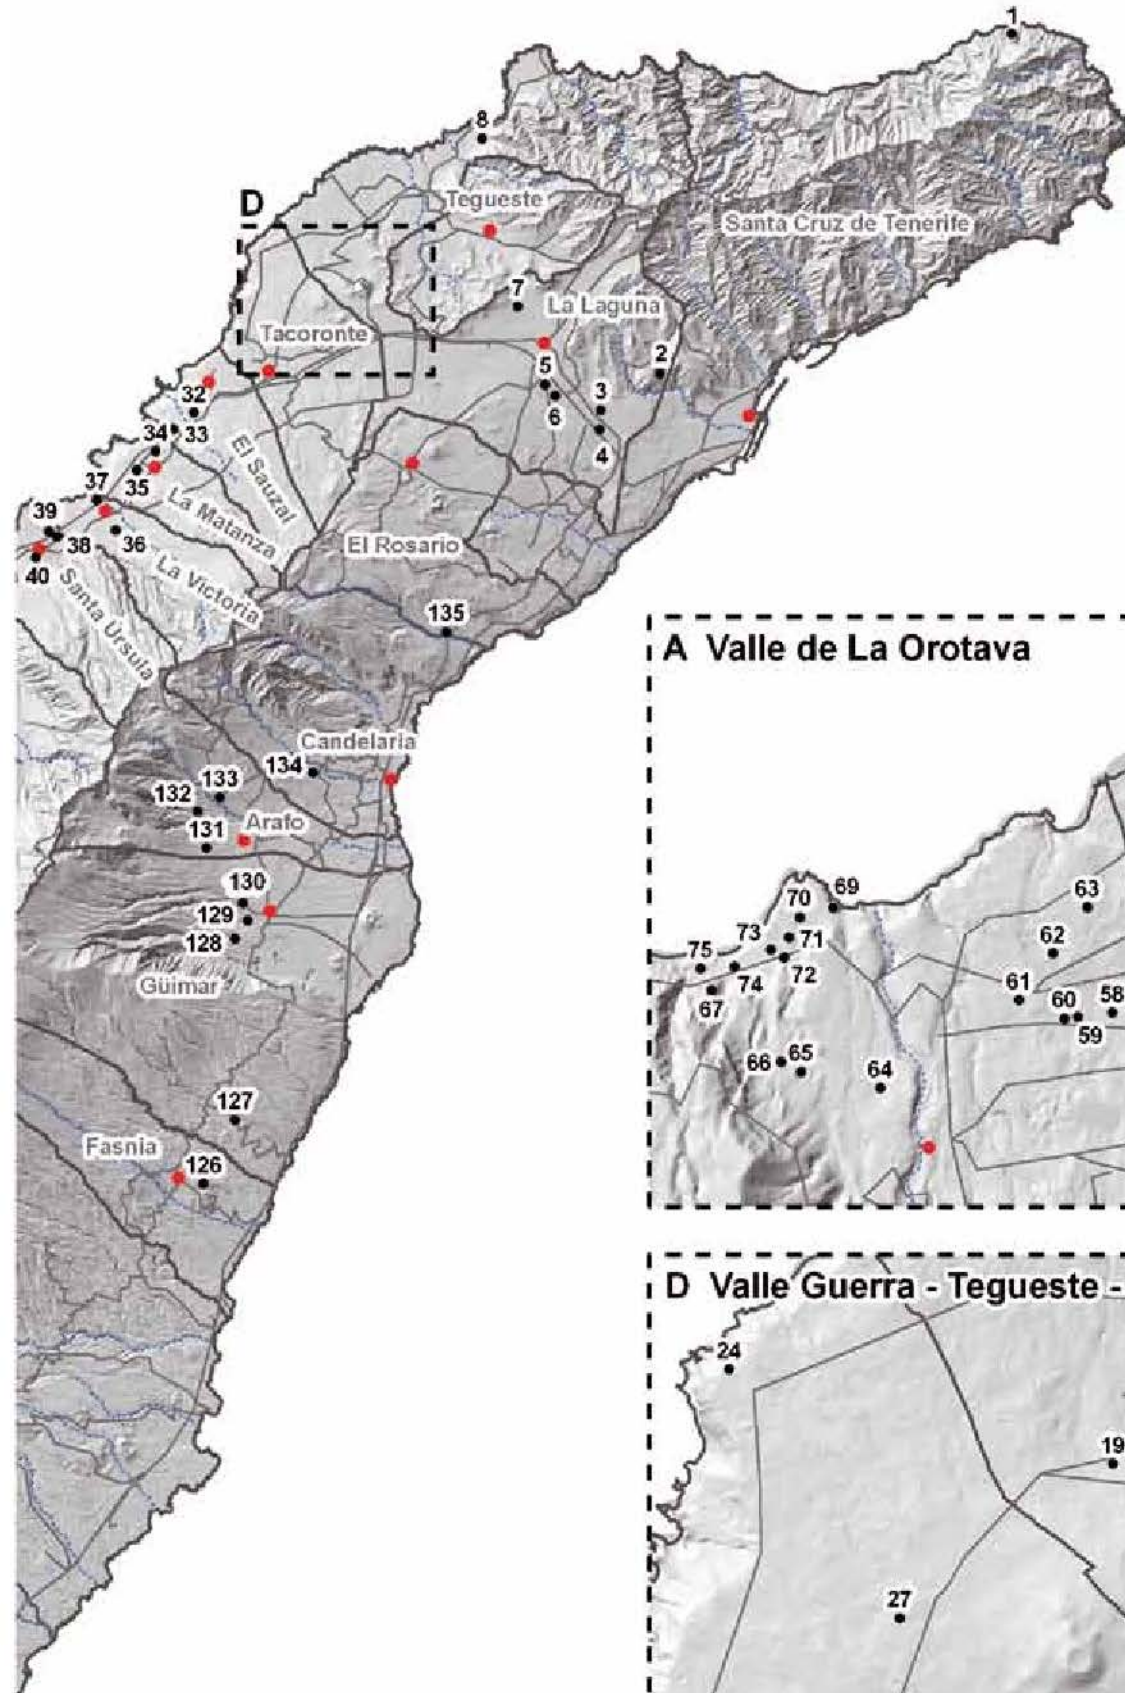 1
8
D
Tegueste
Santa Cruz de Tenerife
7
La Laguna
Tacoronte
2
5
32
3
6
33
34
4
El Sauzal
35
37
La Matanza
39
36
38
El Rosario
40
La Victoria
Santa Úrsula
135
A Valle de La Orotava
Candelaria
134
133
132
Arafo
131
130
69
63
70
129
73
71
128
62
75
72
74
Güimar
61
67
60
58
59
66
65
64
127
Fasnia
126
D Valle Guerra - Tegueste -
24
19
27